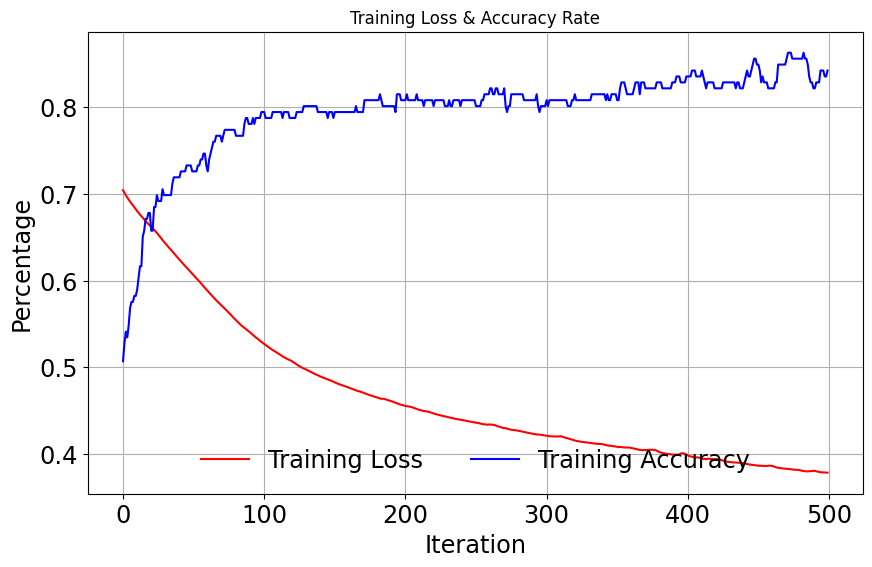 Training Loss & Accuracy Rate
Percentage
0.8
0.7
0.6
0.5
0.4
Training Loss
Training Accuracy
0 100 200 300 400 500
Iteration